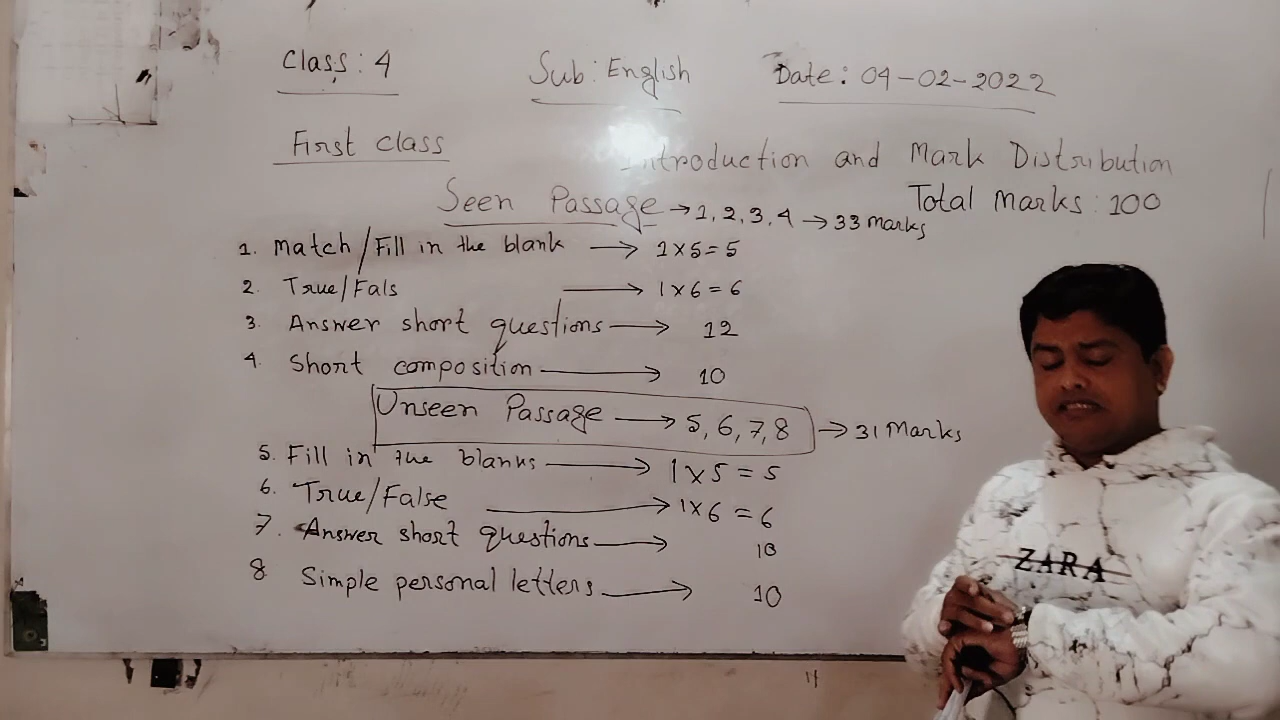 Class: 4 Sub: English Date: 04-02-2022
First class
Introduction and Mark Distribution
Total Marks: 100
Seen Passage → 1, 2, 3, 4 → 33 marks
1. Match/Fill in the blank → 1×5=5
2. True/Fals → 1×6=6
3. Answer short questions → 12
4. Short composition → 10
Unseen Passage → 5, 6, 7, 8 → 31 Marks
5. Fill in the blanks → 1×5=5
6. True/False → 1×6=6
7. Answer short questions → 10
8 Simple personal letters → 10
ZARA